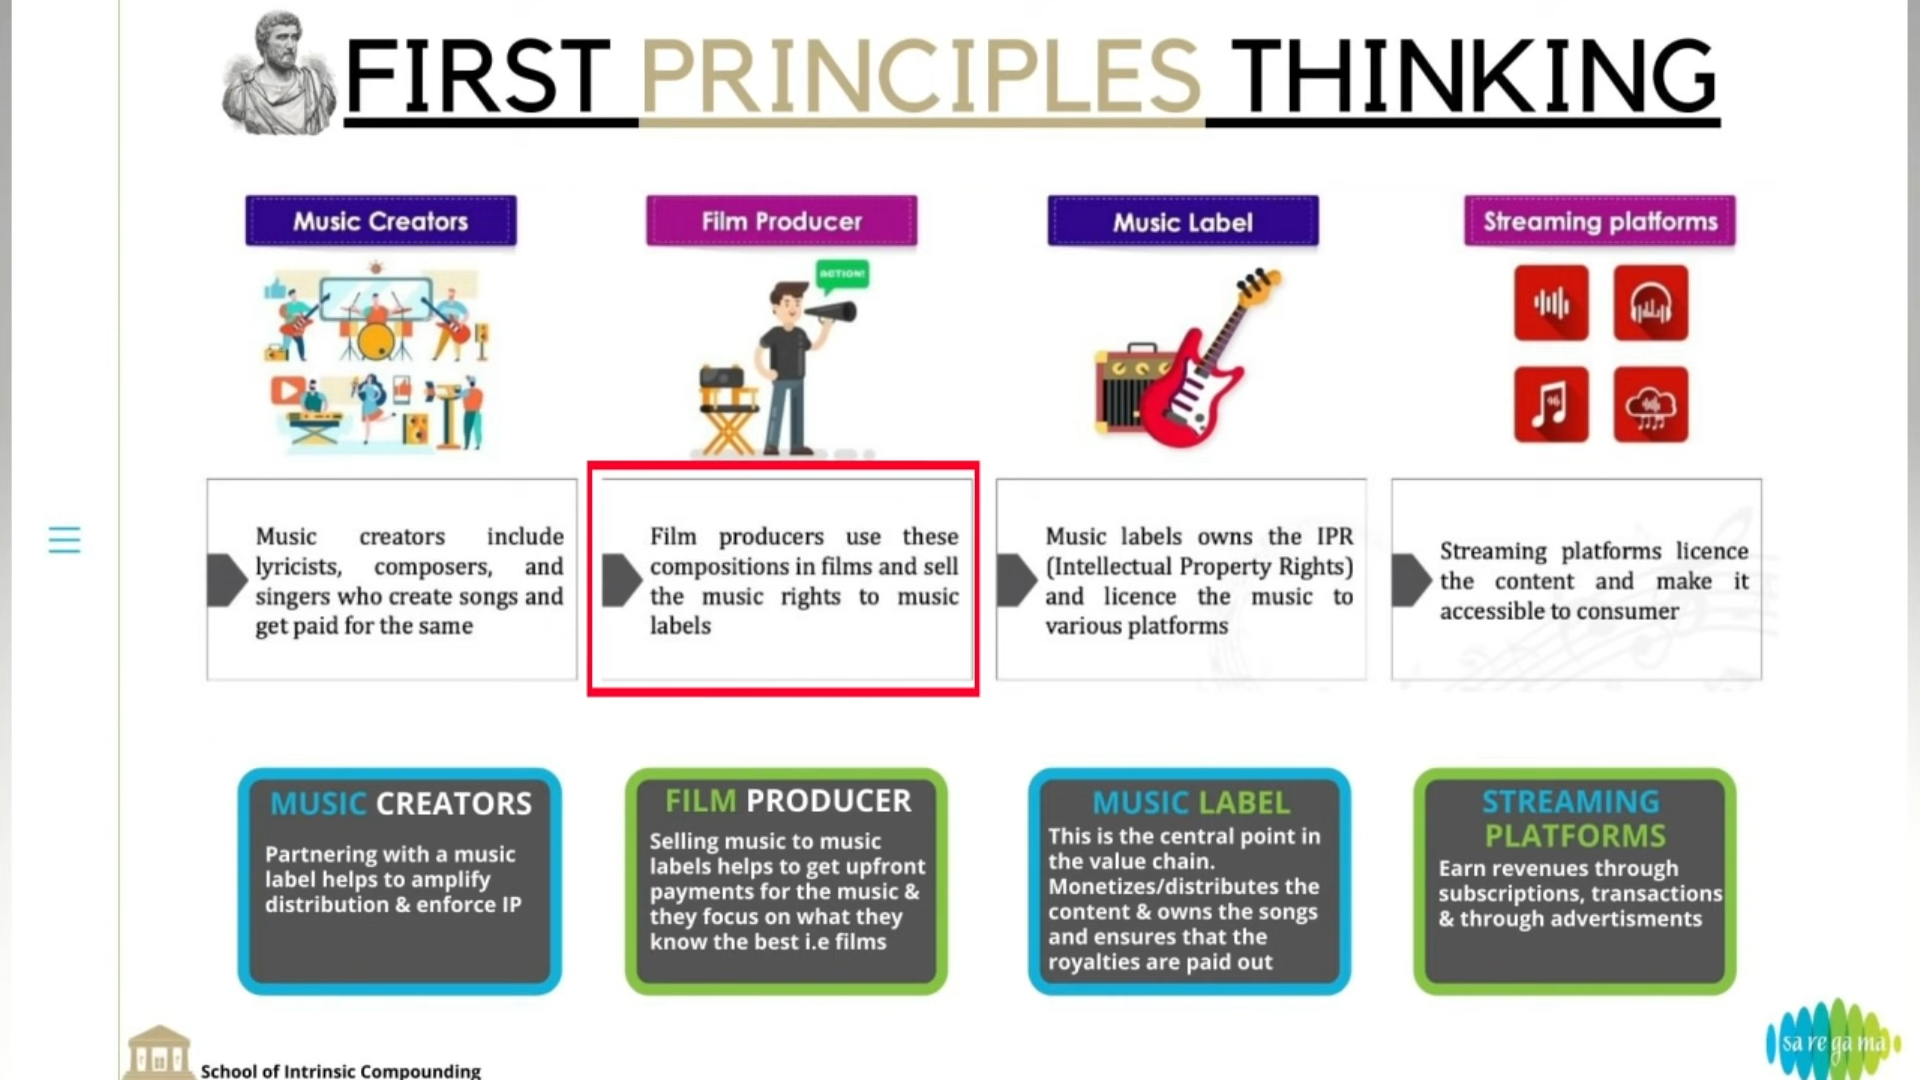 FIRST PRINCIPLES THINKING
Music Creators
Film Producer
Music Label
Streaming platforms
ACTION!
Music creators include
lyricists, composers, and
singers who create songs and
get paid for the same
Film producers use these
compositions in films and sell
the music rights to music
labels
Music labels owns the IPR
(Intellectual Property Rights)
and licence the music to
various platforms
Streaming platforms licence
the content and make it
accessible to consumer
MUSIC CREATORS
Partnering with a music
label helps to amplify
distribution & enforce IP
FILM PRODUCER
Selling music to music
labels helps to get upfront
payments for the music &
they focus on what they
know the best i.e films
MUSIC LABEL
This is the central point in
the value chain.
Monetizes/distributes the
content & owns the songs
and ensures that the
royalties are paid out
STREAMING
PLATFORMS
Earn revenues through
subscriptions, transactions
& through advertisments
School of Intrinsic Compounding
sa re ga ma